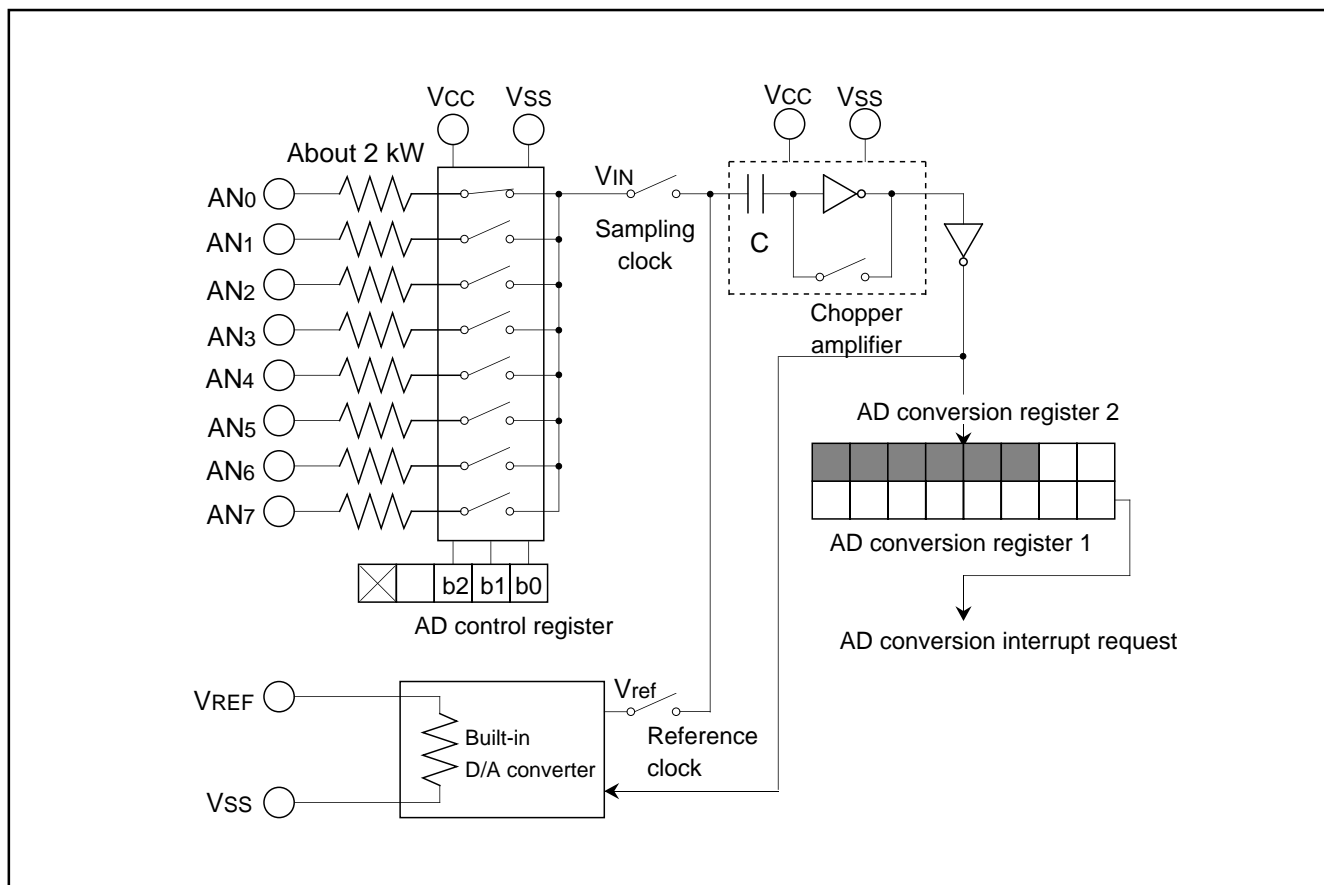 VCC
VSS
VCC
VSS
About 2 kW
AN0
AN1
AN2
AN3
AN4
AN5
AN6
AN7
VIN
Sampling
clock
C
Chopper
amplifier
AD conversion register 2
AD conversion register 1
AD conversion interrupt request
b2 b1 b0
AD control register
VREF
VSS
Built-in
D/A converter
Vref
Reference
clock